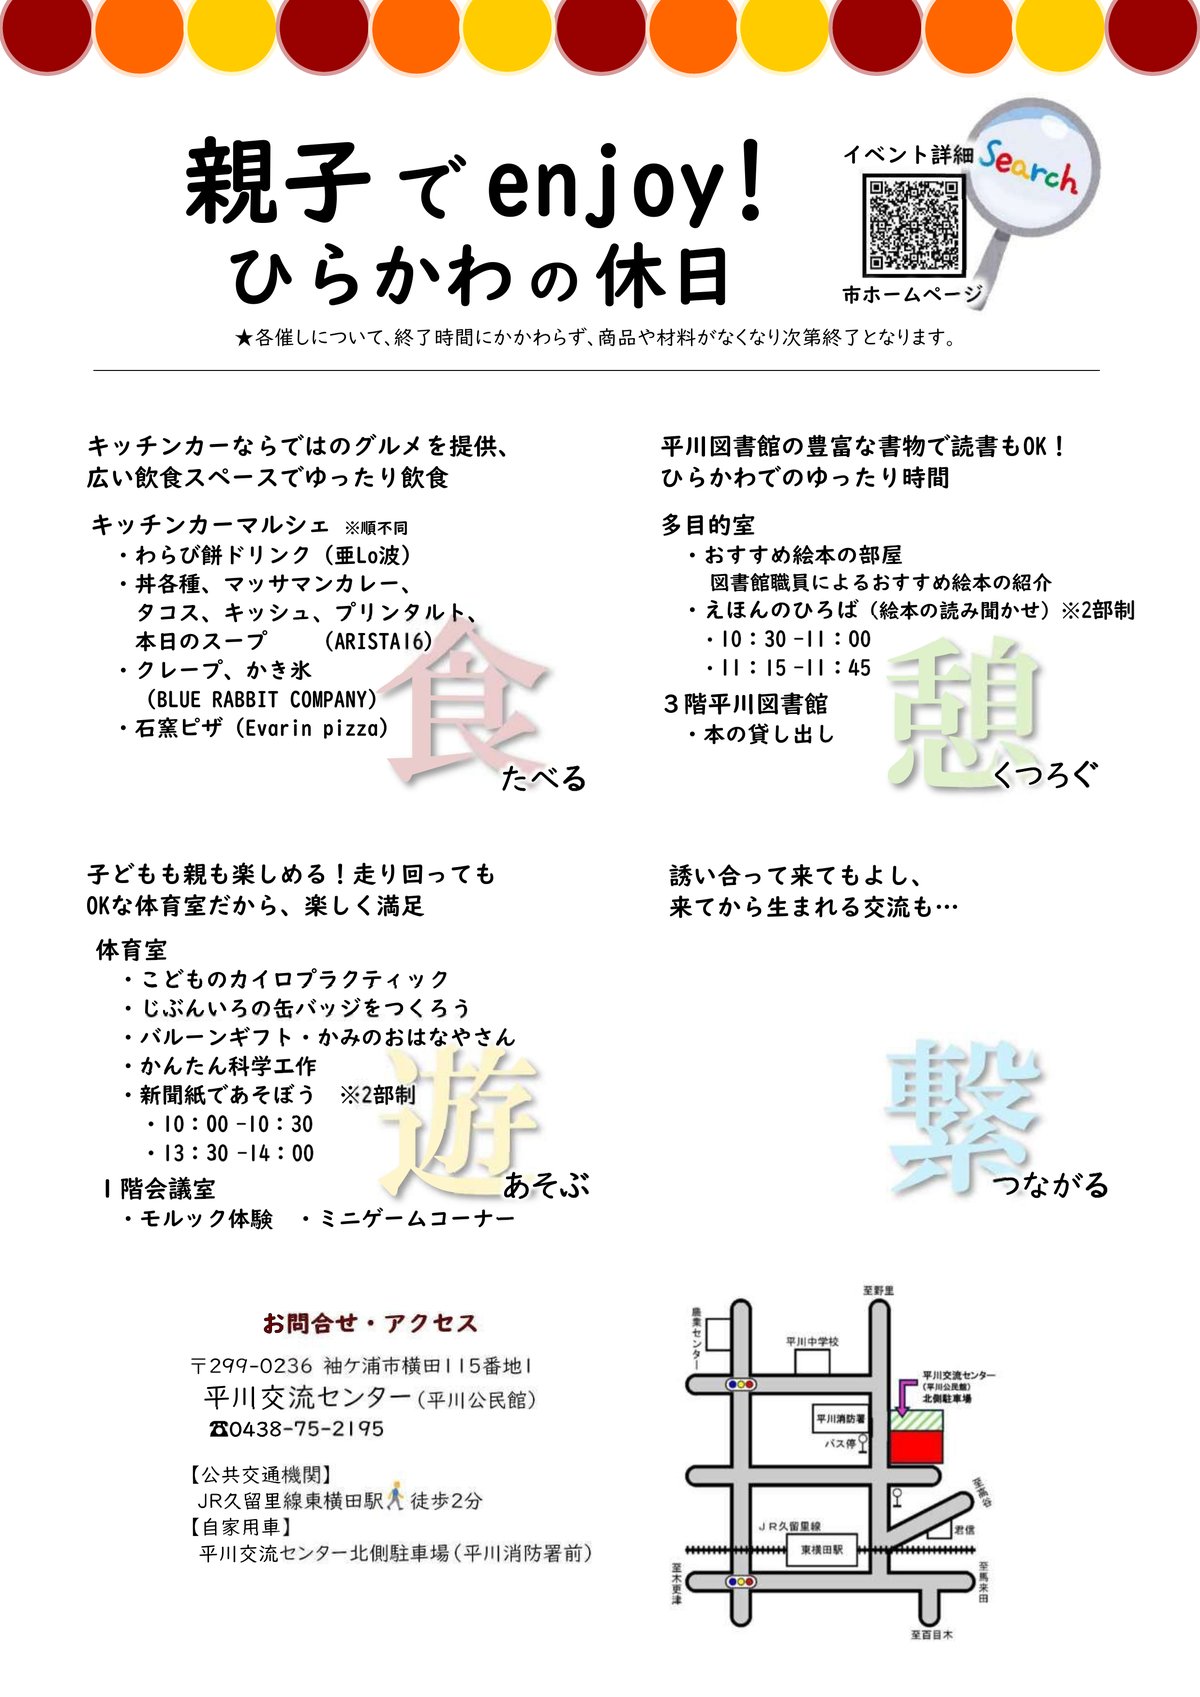 親子でenjoy!
ひらかわの休日
イベント詳細
Search
市ホームページ
★各催しについて、終了時間にかかわらず、商品や材料がなくなり次第終了となります。
キッチンカーならではのグルメを提供、
広い飲食スペースでゆったり飲食
キッチンカーマルシェ ※順不同
・わらび餅ドリンク（亜Lo波）
・丼各種、マッサマンカレー、
タコス、キッシュ、プリンタルト、
本日のスープ　　（ARISTA16）
・クレープ、かき氷
（BLUE RABBIT COMPANY）
・石窯ピザ（Evarin pizza）
食
たべる
平川図書館の豊富な書物で読書もOK！
ひらかわでのゆったり時間
多目的室
・おすすめ絵本の部屋
図書館職員によるおすすめ絵本の紹介
・えほんのひろば（絵本の読み聞かせ）※2部制
・10：30-11：00
・11：15-11：45
３階平川図書館
・本の貸し出し
憩
くつろぐ
子どもも親も楽しめる！走り回っても
OKな体育室だから、楽しく満足
体育室
・こどものカイロプラクティック
・じぶんいろの缶バッジをつくろう
・バルーンギフト・かみのおはなやさん
・かんたん科学工作
・新聞紙であそぼう　※2部制
・10：00-10：30
・13：30-14：00
１階会議室
・モルック体験　・ミニゲームコーナー
遊
あそぶ
誘い合って来てもよし、
来てから生まれる交流も…
繋
つながる
お問合せ・アクセス
〒299-0236 袖ケ浦市横田115番地1
平川交流センター（平川公民館）
☎0438-75-2195
【公共交通機関】
JR久留里線東横田駅🚶徒歩2分
【自家用車】
平川交流センター北側駐車場（平川消防署前）
至野里
農業センター
平川中学校
平川交流センター
（平川公民館）
北側駐車場
平川消防署
バス停
至高谷
君信
ＪＲ久留里線
東横田駅
至木更津
至馬来田
至百目木